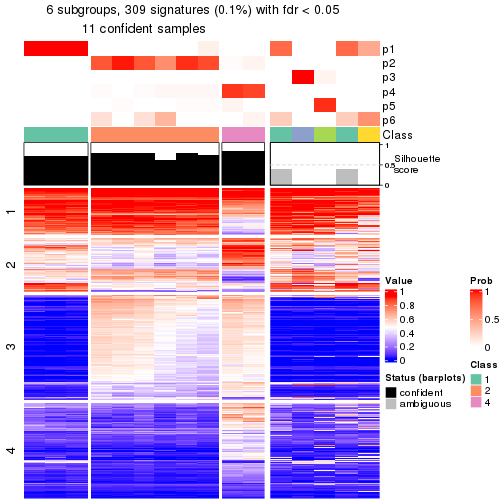 6 subgroups, 309 signatures (0.1%) with fdr < 0.05
11 confident samples
p1
p2
p3
p4
p5
p6
Class
1
0.5
0
Silhouette
score
1
2
3
4
Value
1
0.8
0.6
0.4
0.2
0
Prob
1
0.5
0
Status (barplots)
confident
ambiguous
Class
1
2
4